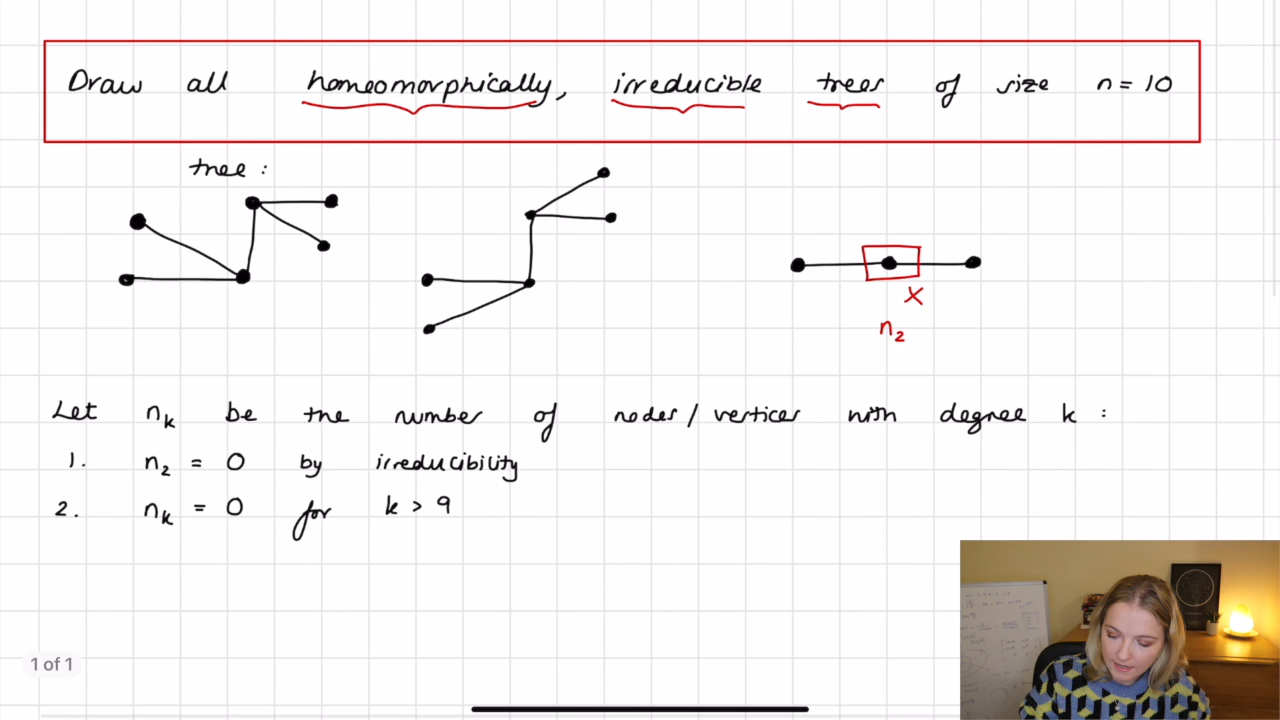 Draw all homeomorphically, irreducible trees of size n = 10
tree :
x
n₂
Let nₖ be the number of nodes / vertices with degree k :
1. n₂ = 0 by irreducibility
2. nₖ = 0 for k > 9
1 of 1